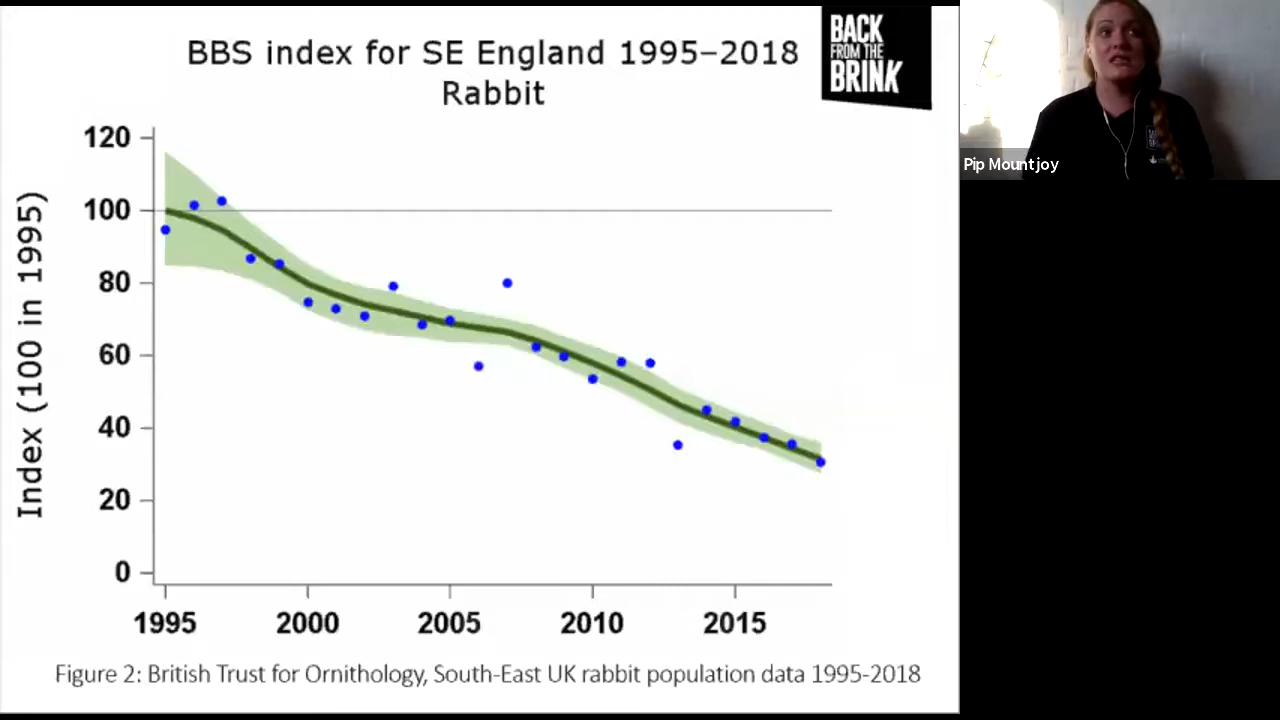 BBS index for SE England 1995–2018
Rabbit
BACK
FROM THE
BRINK
Pip Mountjoy
Index (100 in 1995)
120
100
80
60
40
20
0
1995 2000 2005 2010 2015
Figure 2: British Trust for Ornithology, South-East UK rabbit population data 1995-2018